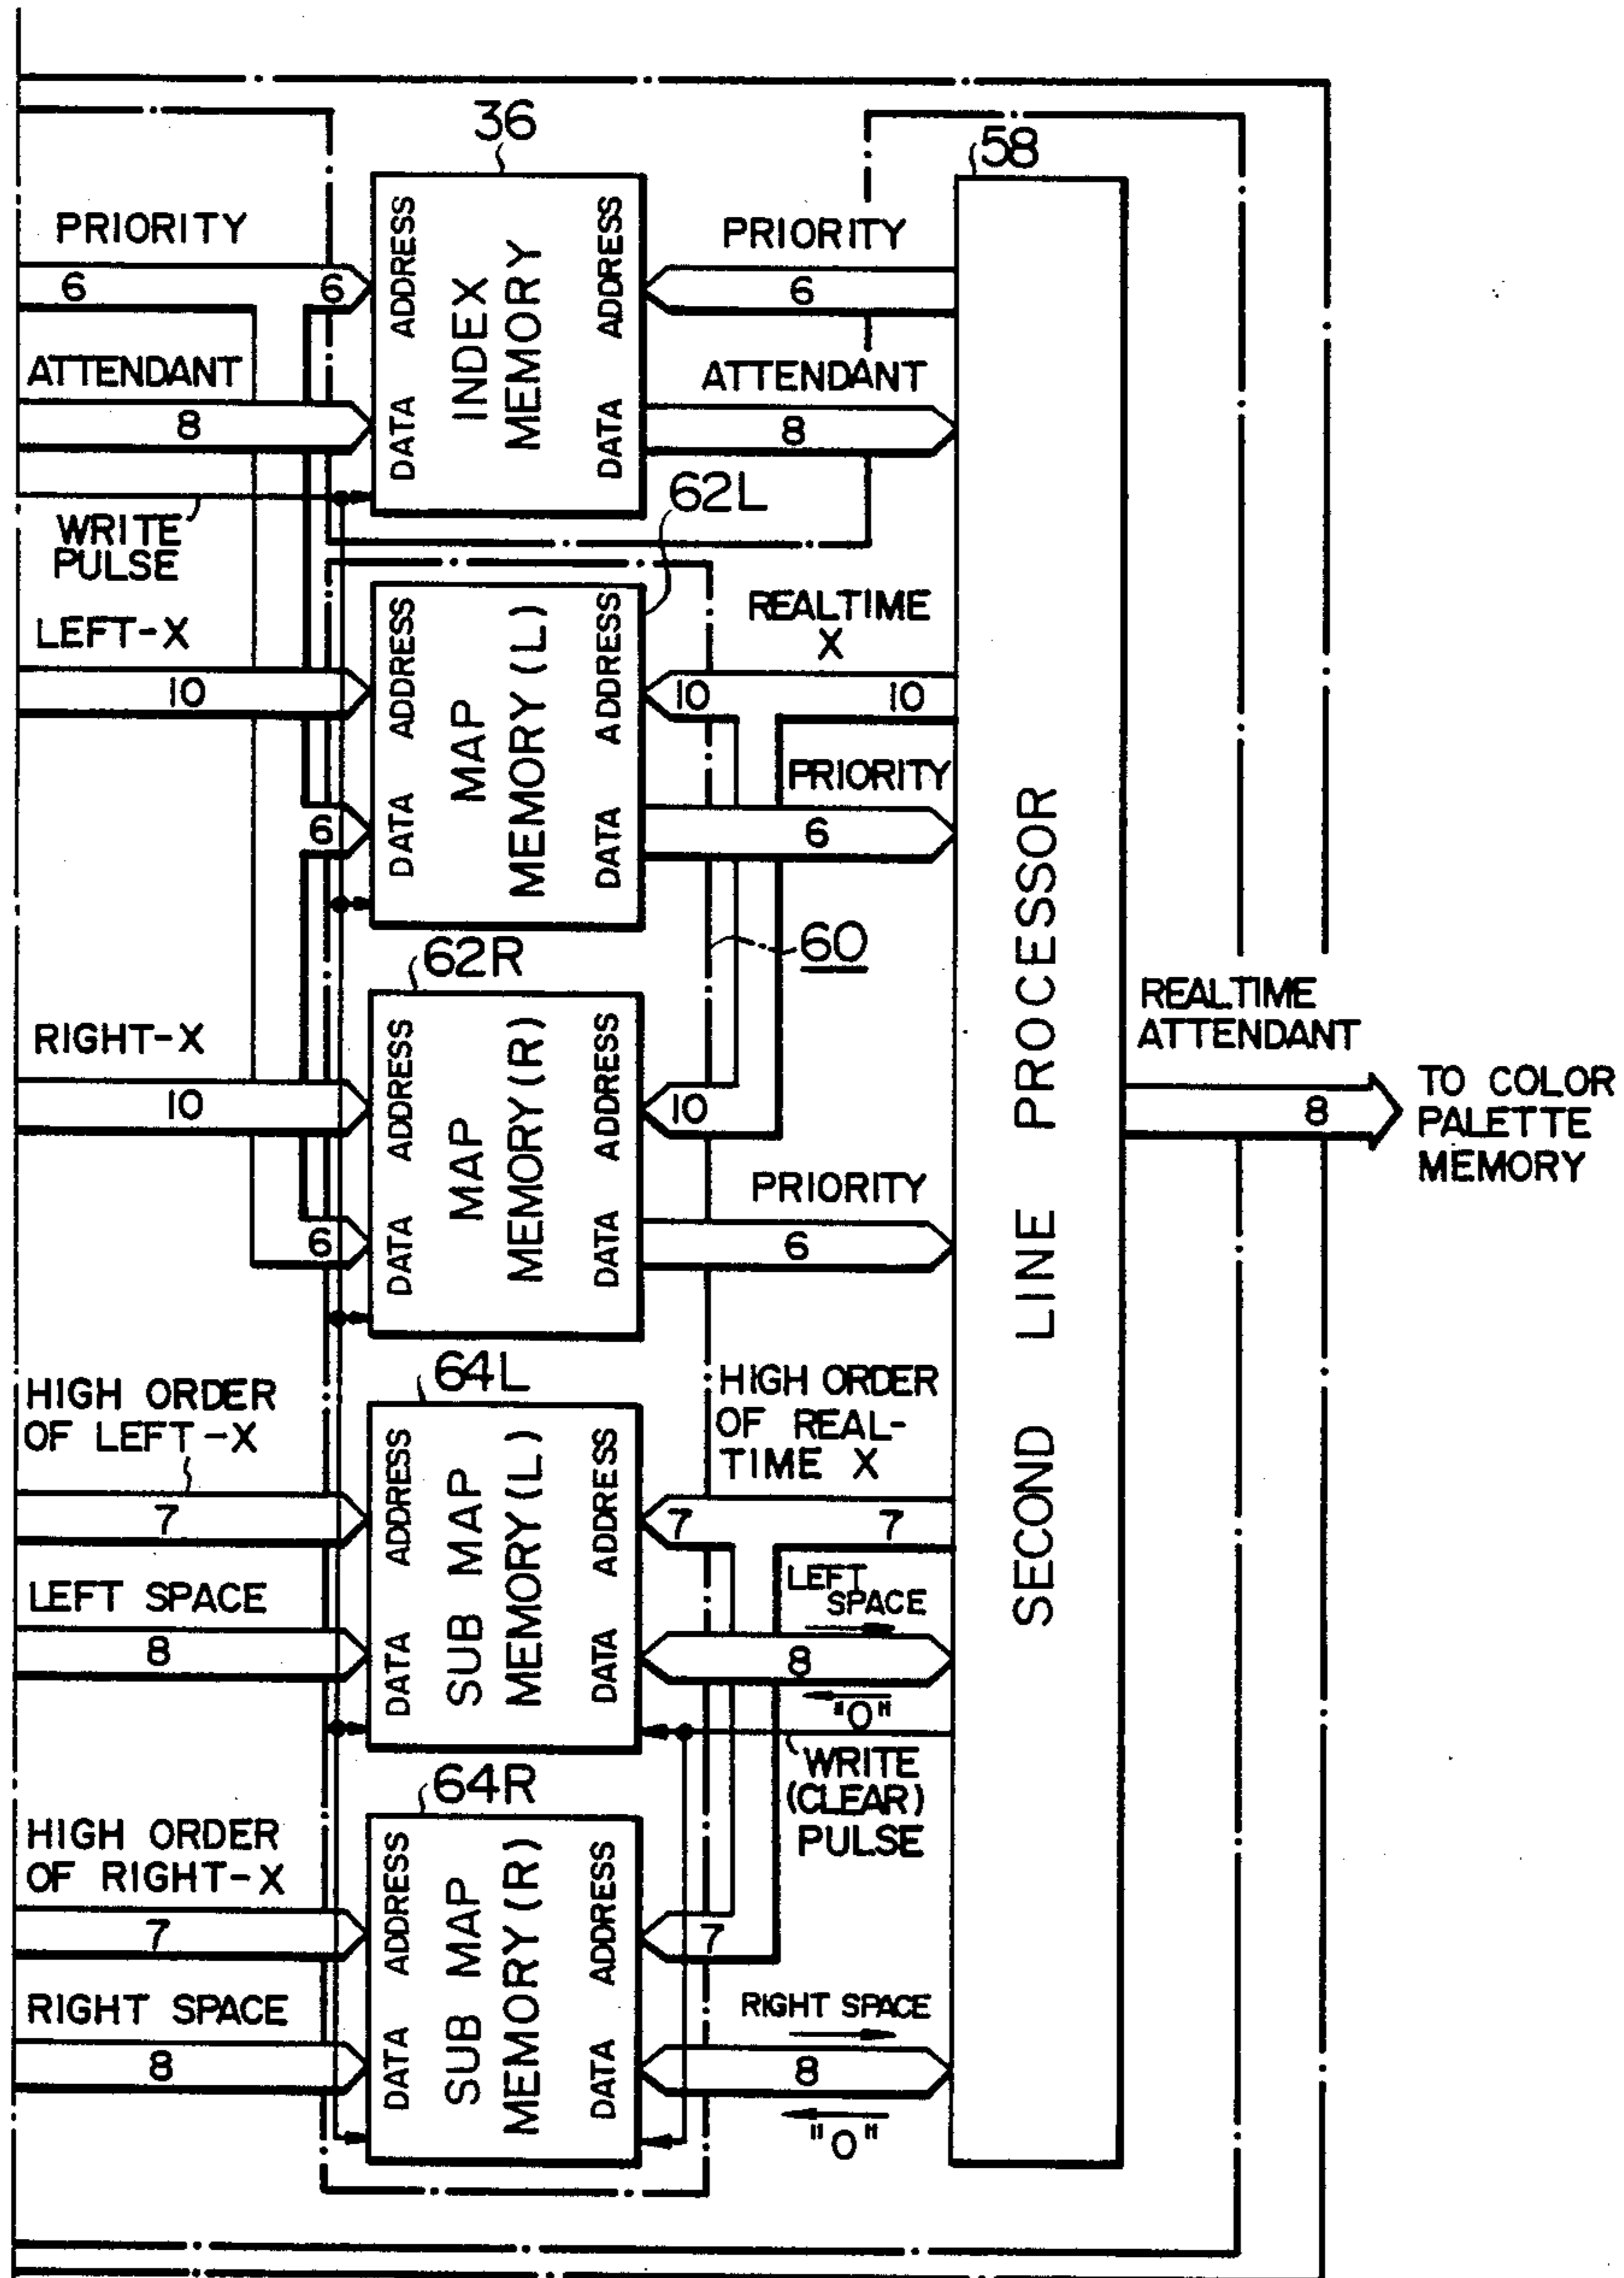 36
58
PRIORITY
6
6
ADDRESS
INDEX
MEMORY
ADDRESS
PRIORITY
6
ATTENDANT
8
DATA
DATA
ATTENDANT
8
WRITE
PULSE
62L
LEFT-X
10
ADDRESS
MAP
MEMORY (L)
ADDRESS
REALTIME
X
10
10
6
DATA
DATA
PRIORITY
6
60
62R
RIGHT-X
10
ADDRESS
MAP
MEMORY (R)
ADDRESS
10
6
DATA
DATA
PRIORITY
6
SECOND LINE PROCESSOR
REALTIME
ATTENDANT
8
TO COLOR
PALETTE
MEMORY
64L
HIGH ORDER
OF LEFT-X
7
ADDRESS
SUB MAP
MEMORY (L)
ADDRESS
HIGH ORDER
OF REAL-
TIME X
7
7
LEFT SPACE
8
DATA
DATA
LEFT
SPACE
8
"0"
WRITE
(CLEAR)
PULSE
64R
HIGH ORDER
OF RIGHT-X
7
ADDRESS
SUB MAP
MEMORY (R)
ADDRESS
7
RIGHT SPACE
8
DATA
DATA
RIGHT SPACE
8
"0"